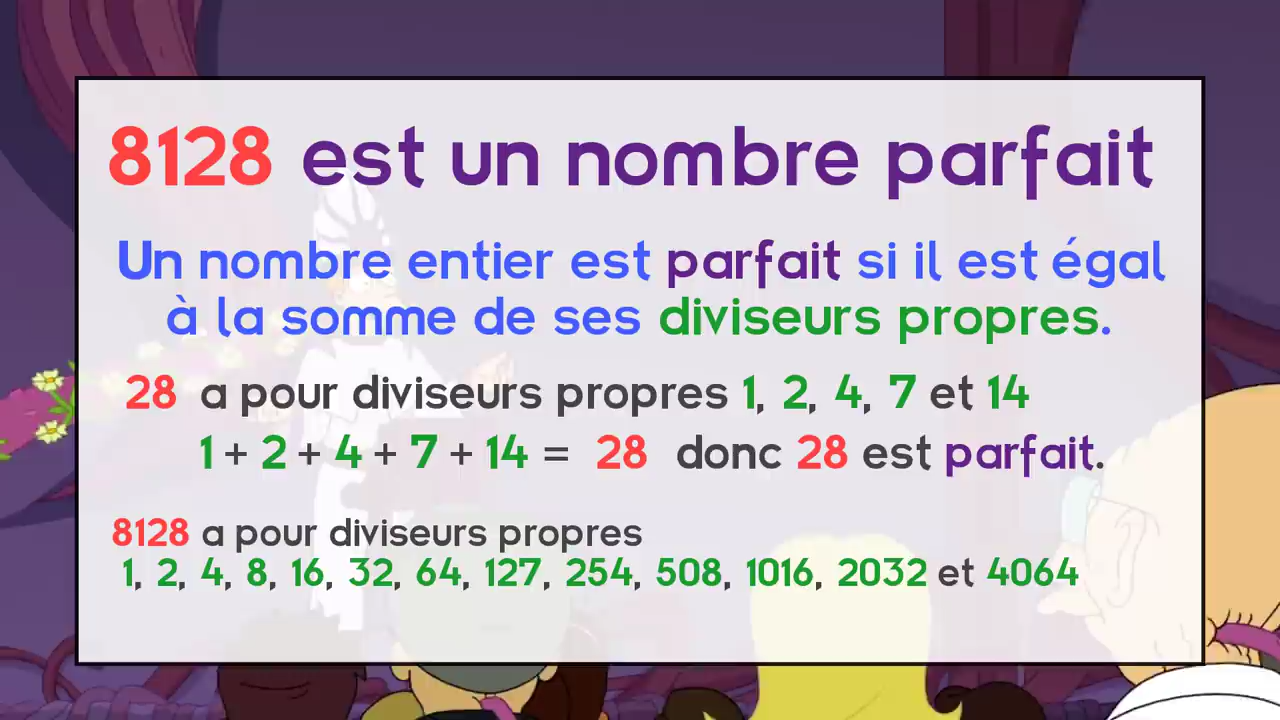 8128 est un nombre parfait
Un nombre entier est parfait si il est égal
à la somme de ses diviseurs propres.
28 a pour diviseurs propres 1, 2, 4, 7 et 14
1 + 2 + 4 + 7 + 14 = 28 donc 28 est parfait.
8128 a pour diviseurs propres
1, 2, 4, 8, 16, 32, 64, 127, 254, 508, 1016, 2032 et 4064